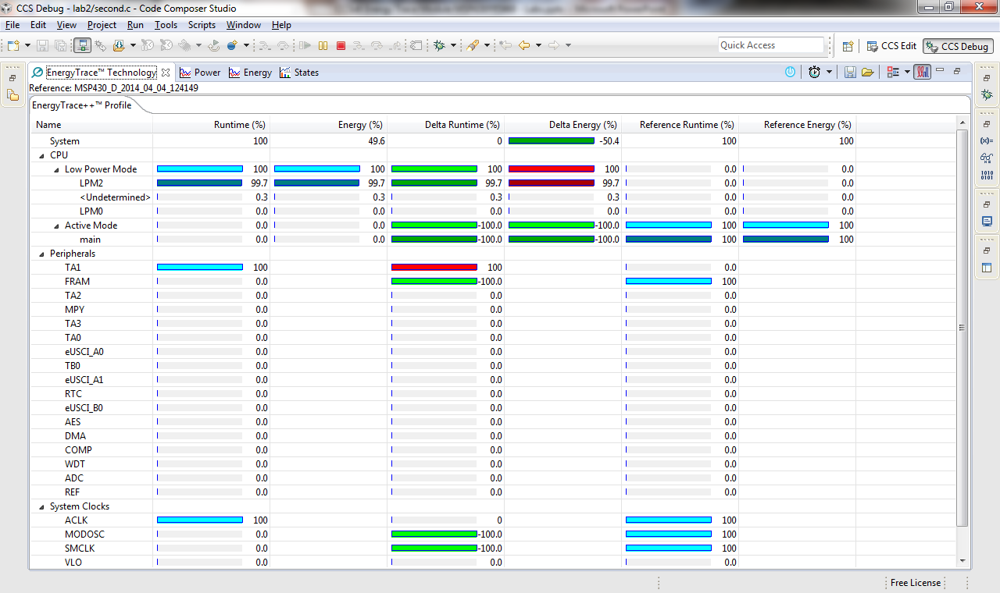 CCS Debug - lab2/second.c - Code Composer Studio
File Edit View Project Run Tools Scripts Window Help
Quick Access CCS Edit CCS Debug
EnergyTrace™ Technology Power Energy States
Reference: MSP430_D_2014_04_04_124149
EnergyTrace++™ Profile
Name Runtime (%) Energy (%) Delta Runtime (%) Delta Energy (%) Reference Runtime (%) Reference Energy (%)
System 100 49.6 0 -50.4 100 100
CPU
Low Power Mode 100 100 100 100 0.0 0.0
LPM2 99.7 99.7 99.7 99.7 0.0 0.0
<Undetermined> 0.3 0.3 0.3 0.3 0.0 0.0
LPM0 0.0 0.0 0.0 0.0 0.0 0.0
Active Mode 0.0 0.0 -100.0 -100.0 100 100
main 0.0 0.0 -100.0 -100.0 100 100
Peripherals
TA1 100 100 0.0
FRAM 0.0 -100.0 100
TA2 0.0 0.0 0.0
MPY 0.0 0.0 0.0
TA3 0.0 0.0 0.0
TA0 0.0 0.0 0.0
eUSCI_A0 0.0 0.0 0.0
TB0 0.0 0.0 0.0
eUSCI_A1 0.0 0.0 0.0
RTC 0.0 0.0 0.0
eUSCI_B0 0.0 0.0 0.0
AES 0.0 0.0 0.0
DMA 0.0 0.0 0.0
COMP 0.0 0.0 0.0
WDT 0.0 0.0 0.0
ADC 0.0 0.0 0.0
REF 0.0 0.0 0.0
System Clocks
ACLK 100 0 100
MODOSC 0.0 -100.0 100
SMCLK 0.0 -100.0 100
VLO 0.0 0.0 0.0
(x)=
1010
0101
Free License